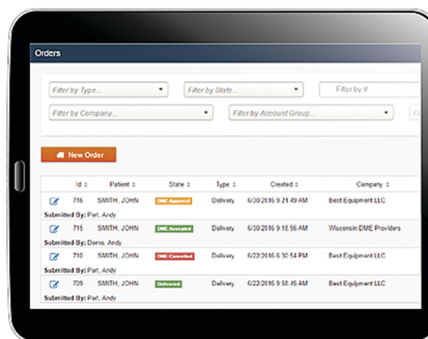 Orders
Filter by Type... Filter by State... Filter by #
Filter by Company... Filter by Account Group...
New Order
Id Patient State Type Created Company
716 SMITH, JOHN DME Approval Delivery 6/30/2016 9:21:49 AM Best Equipment LLC
Submitted By: Parl, Andy
715 SMITH, JOHN DME Accepted Delivery 6/30/2016 9:18:56 AM Wisconsin DME Providers
Submitted By: Demo, Andy
710 SMITH, JOHN DME Cancelled Delivery 6/22/2016 6:30:54 PM Best Equipment LLC
Submitted By: Parl, Andy
709 SMITH, JOHN Delivered Delivery 6/22/2016 9:58:46 AM Best Equipment LLC
Submitted By: Parl, Andy